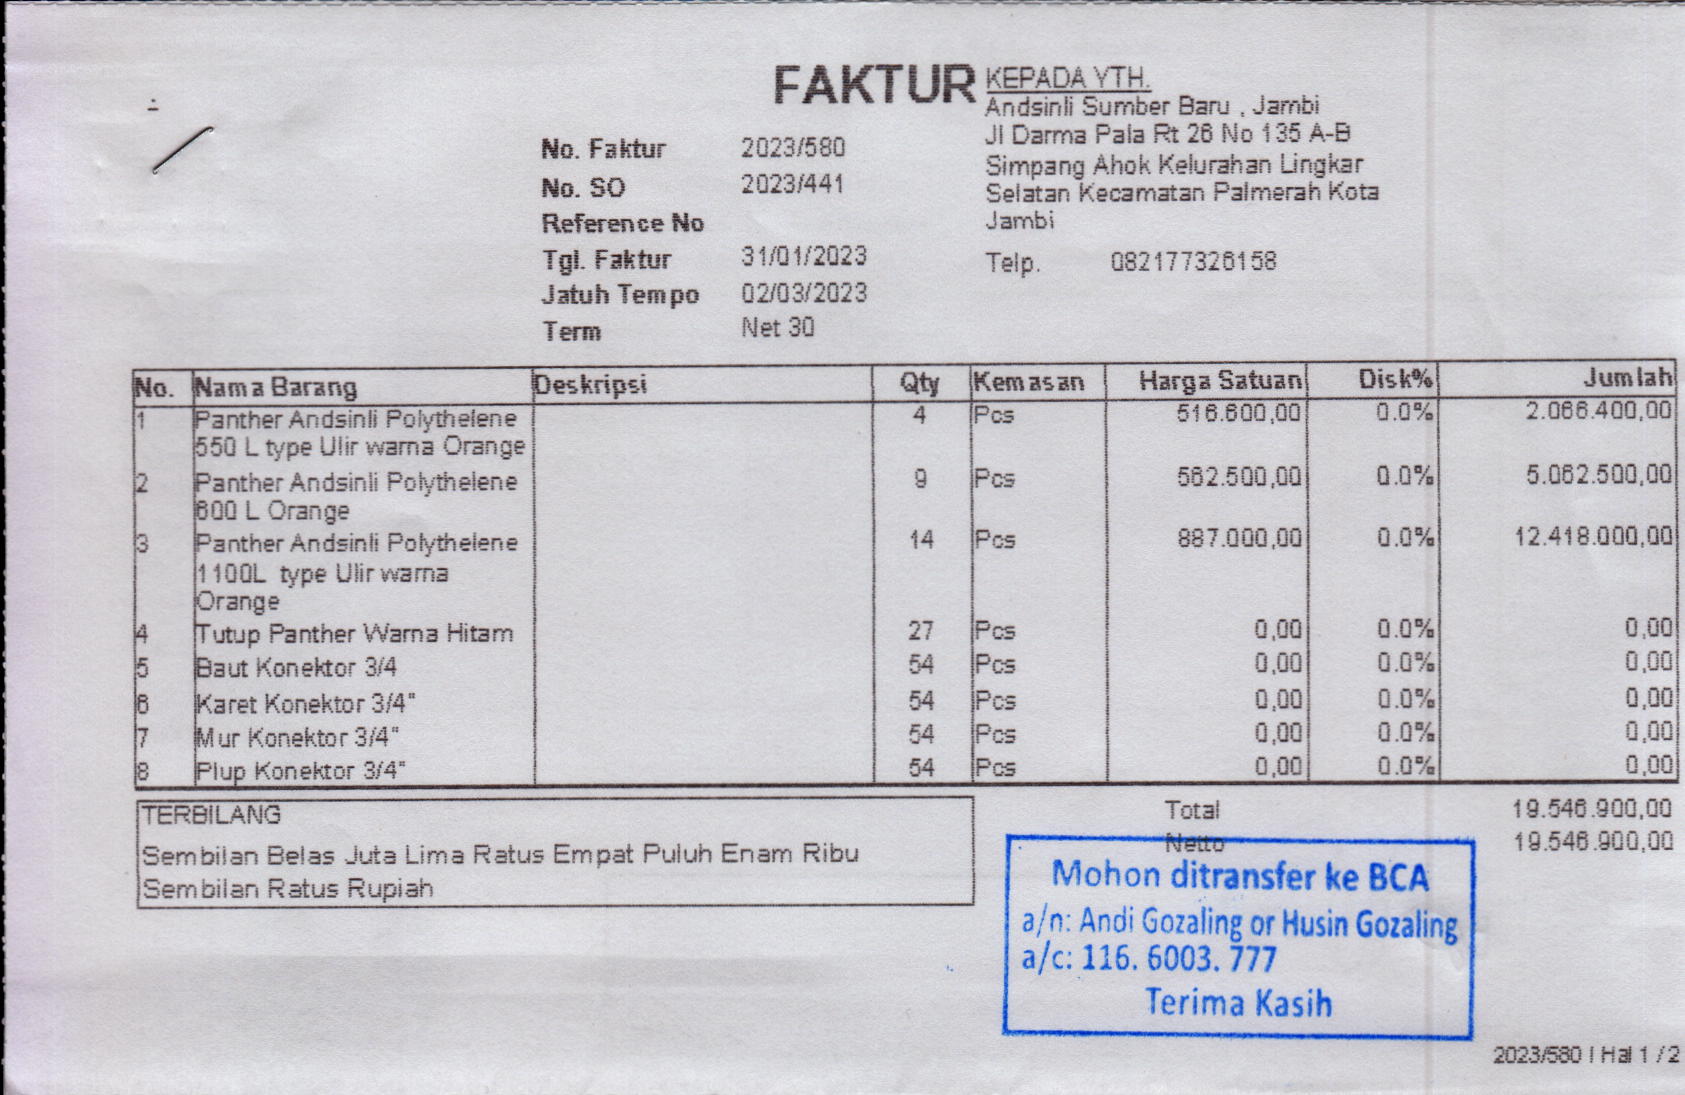 FAKTUR
KEPADA YTH.
Andsinli Sumber Baru , Jambi
Jl Darma Pala Rt 26 No 135 A-B
Simpang Ahok Kelurahan Lingkar
Selatan Kecamatan Palmerah Kota
Jambi
Telp. 082177326158
No. Faktur 2023/580
No. SO 2023/441
Reference No
Tgl. Faktur 31/01/2023
Jatuh Tempo 02/03/2023
Term Net 30
No. Nama Barang Deskripsi Qty Kemasan Harga Satuan Disk% Jumlah
1 Panther Andsinli Polythelene 4 Pcs 516.600,00 0.0% 2.066.400,00
550 L type Ulir warna Orange
2 Panther Andsinli Polythelene 9 Pcs 562.500,00 0.0% 5.062.500,00
600 L Orange
3 Panther Andsinli Polythelene 14 Pcs 887.000,00 0.0% 12.418.000,00
1100L type Ulir warna
Orange
4 Tutup Panther Warna Hitam 27 Pcs 0,00 0.0% 0,00
5 Baut Konektor 3/4 54 Pcs 0,00 0.0% 0,00
6 Karet Konektor 3/4" 54 Pcs 0,00 0.0% 0,00
7 Mur Konektor 3/4" 54 Pcs 0,00 0.0% 0,00
8 Plup Konektor 3/4" 54 Pcs 0,00 0.0% 0,00
TERBILANG
Sembilan Belas Juta Lima Ratus Empat Puluh Enam Ribu
Sembilan Ratus Rupiah
Total 19.546.900,00
Netto 19.546.900,00
Mohon ditransfer ke BCA
a/n: Andi Gozaling or Husin Gozaling
a/c: 116. 6003. 777
Terima Kasih
2023/580 | Hal 1 / 2